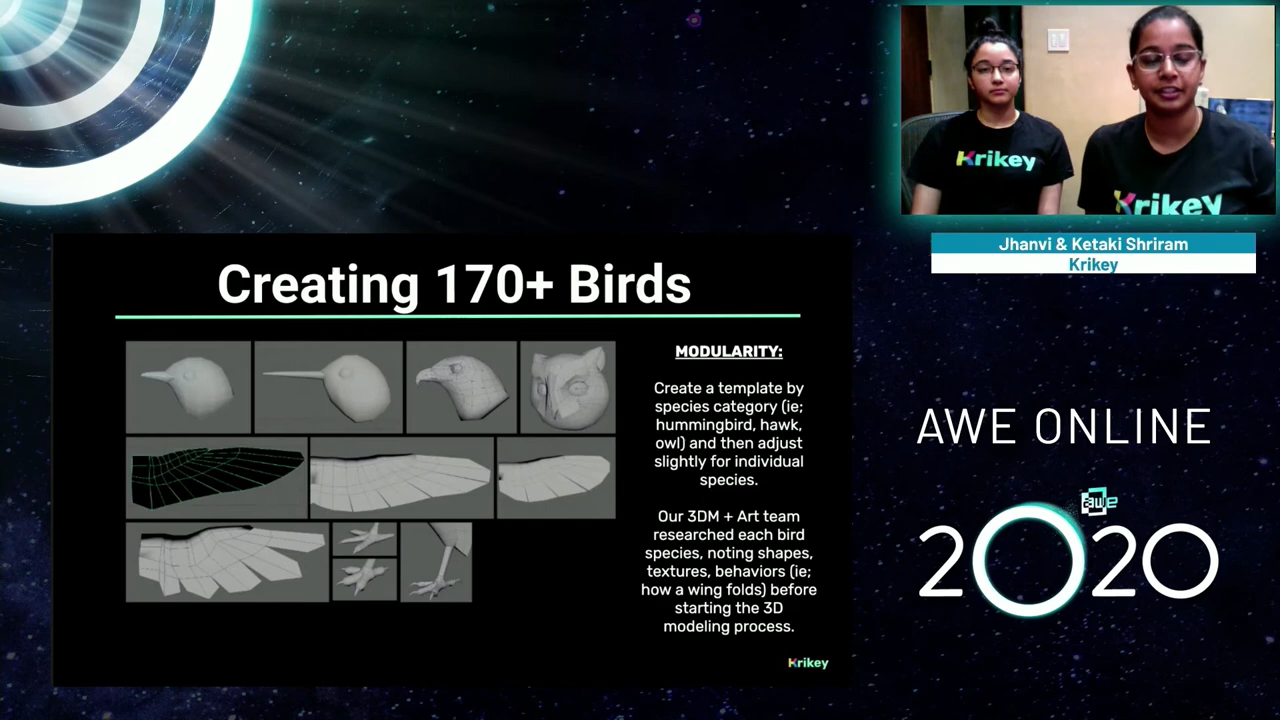 Krikey
Krikey
Jhanvi & Ketaki Shriram
Krikey
Creating 170+ Birds
MODULARITY:
Create a template by
species category (ie;
hummingbird, hawk,
owl) and then adjust
slightly for individual
species.
Our 3DM + Art team
researched each bird
species, noting shapes,
textures, behaviors (ie;
how a wing folds) before
starting the 3D
modeling process.
Krikey
AWE ONLINE
awe
2020